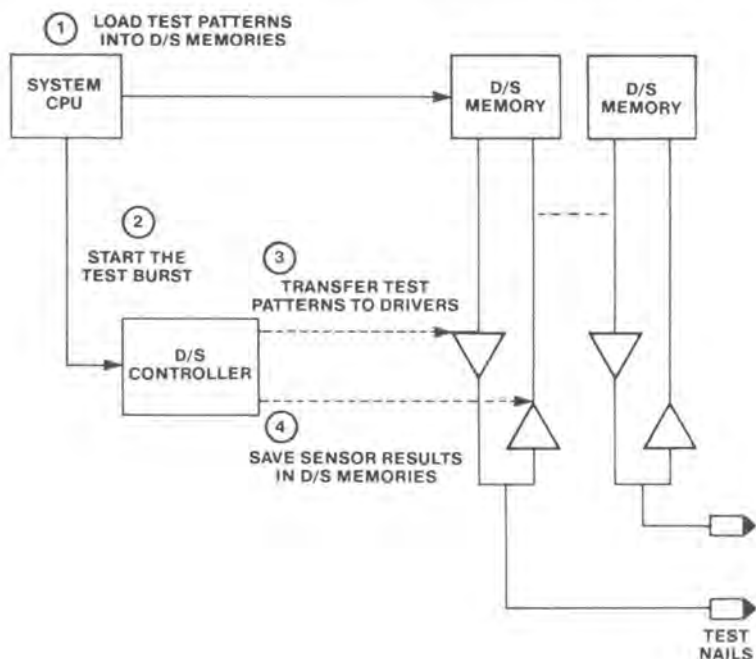 1 LOAD TEST PATTERNS
INTO D/S MEMORIES
SYSTEM
CPU
D/S
MEMORY
D/S
MEMORY
2
START THE
TEST BURST
3
TRANSFER TEST
PATTERNS TO DRIVERS
D/S
CONTROLLER
4
SAVE SENSOR RESULTS
IN D/S MEMORIES
TEST
NAILS